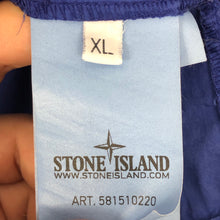 XL
STONE ISLAND
WWW.STONEISLAND.COM
ART. 581510220